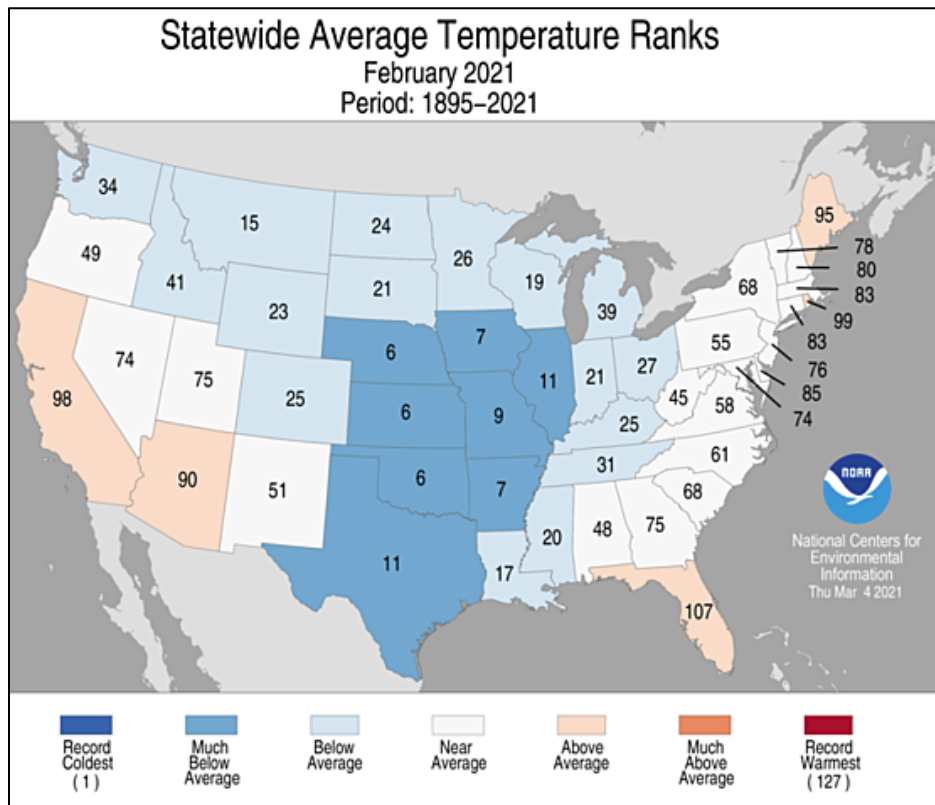 Statewide Average Temperature Ranks
February 2021
Period: 1895–2021
34
15
24
26
95
49
41
23
21
19
39
68
78
80
83
99
83
76
85
74
98
74
75
25
6
7
11
21
27
55
45
58
6
9
25
90
51
6
7
31
61
68
11
17
20
48
75
107
NOAA
National Centers for
Environmental
Information
Thu Mar 4 2021
Record
Coldest
( 1 )
Much
Below
Average
Below
Average
Near
Average
Above
Average
Much
Above
Average
Record
Warmest
( 127 )